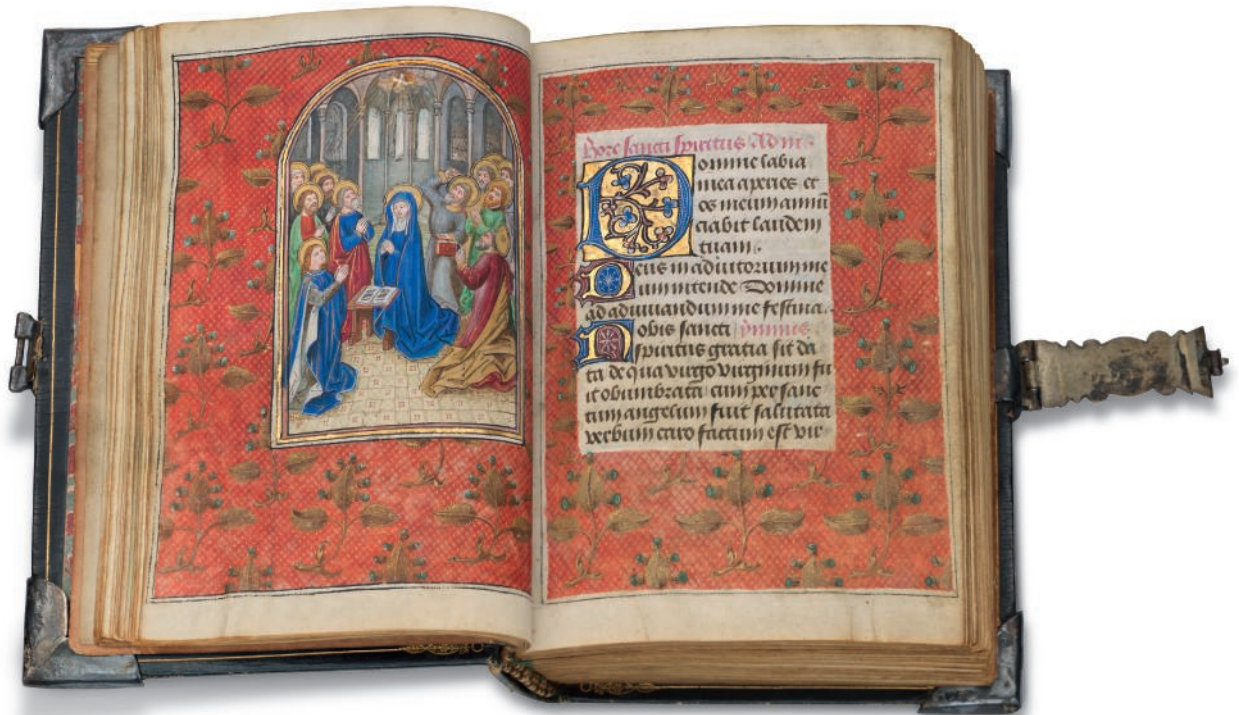 Hore sancti spiritus Ad m̄
Domine labia
mea aperies et
os meum annū
ciabit laudem
tuam.
Deus in adiutorium me
um intende Domine
ad adiuuandum me festina.
Nobis sancti ymnus
spiritus gratia sit da
ta de qua virgo virginum fu
it obumbrata cum per sanc
tum angelum fuit salutata
verbum caro factum est vir